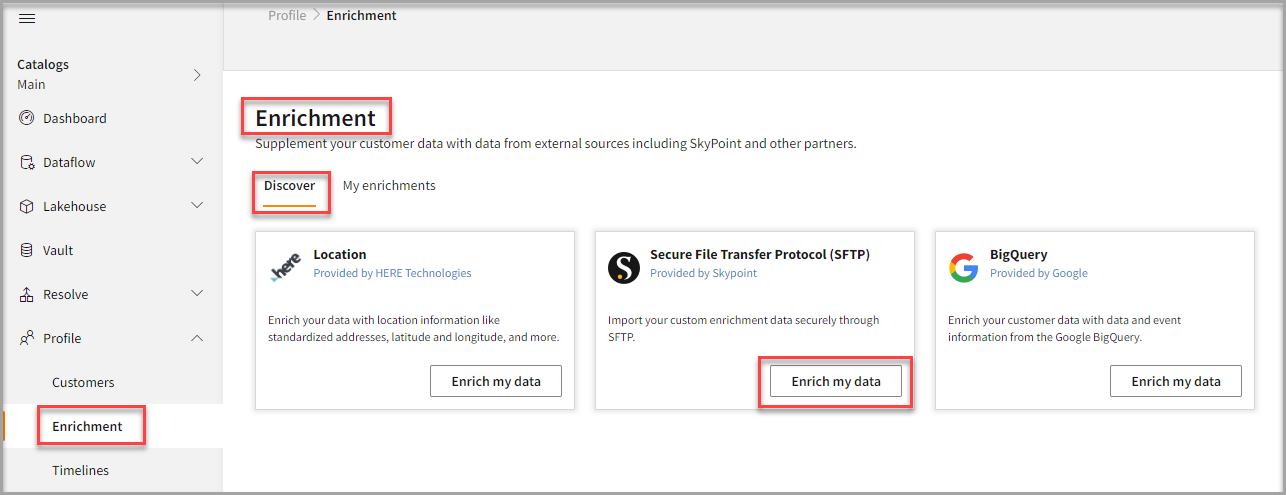 Profile > Enrichment
Catalogs
Main
Dashboard
Dataflow
Lakehouse
Vault
Resolve
Profile
Customers
Enrichment
Timelines
Enrichment
Supplement your customer data with data from external sources including SkyPoint and other partners.
Discover My enrichments
here
Location
Provided by HERE Technologies
Enrich your data with location information like
standardized addresses, latitude and longitude, and more.
Enrich my data
S
Secure File Transfer Protocol (SFTP)
Provided by Skypoint
Import your custom enrichment data securely through
SFTP.
Enrich my data
G
BigQuery
Provided by Google
Enrich your customer data with data and event
information from the Google BigQuery.
Enrich my data